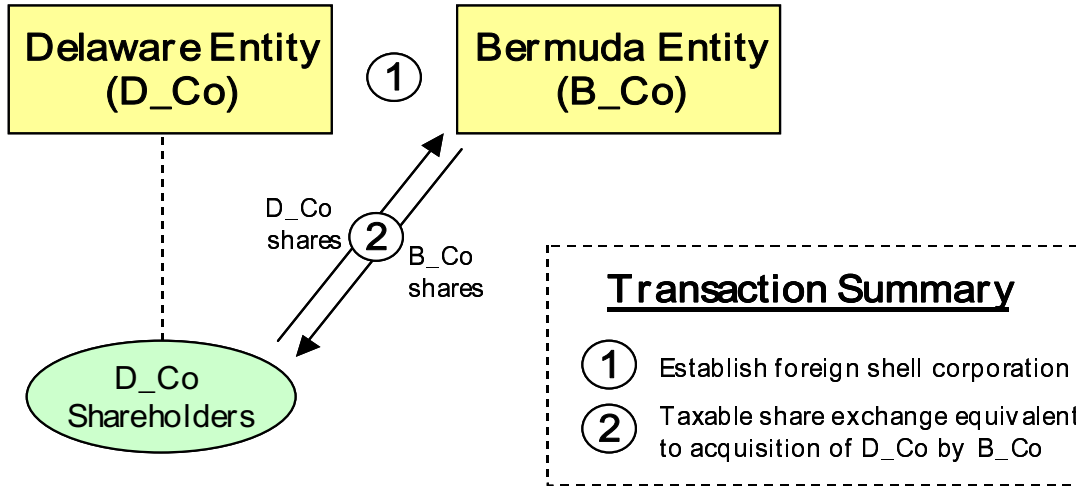 Delaware Entity
(D_Co)
1
Bermuda Entity
(B_Co)
D_Co
shares
2
B_Co
shares
D_Co
Shareholders
Transaction Summary
1 Establish foreign shell corporation
2 Taxable share exchange equivalent
to acquisition of D_Co by B_Co